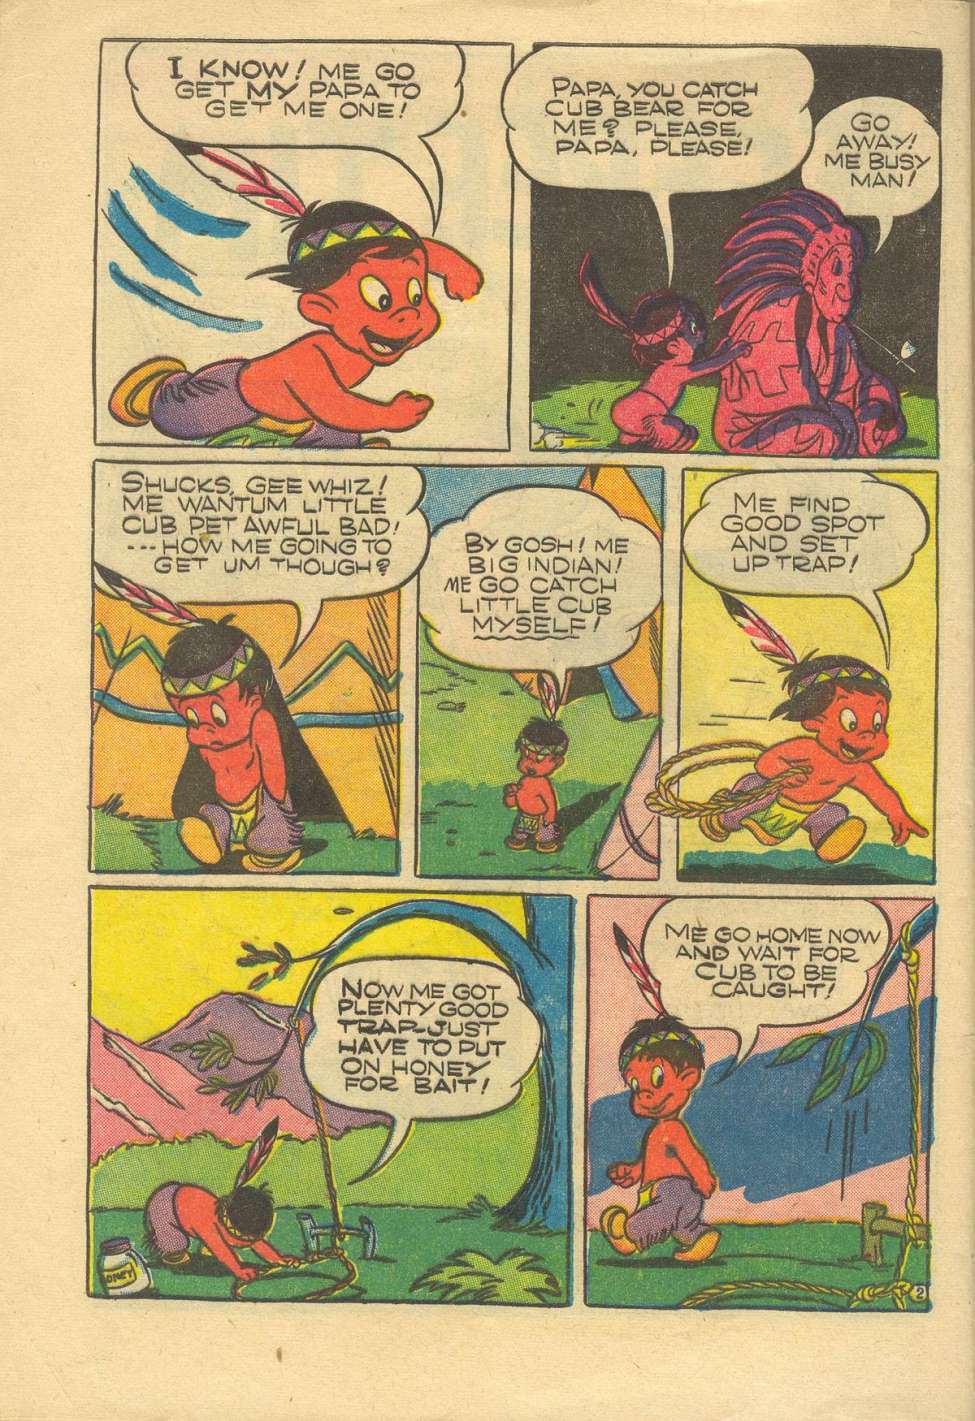 I KNOW! ME GO
GET MY PAPA TO
GET ME ONE!
PAPA, YOU CATCH
CUB BEAR FOR
ME? PLEASE,
PAPA, PLEASE!
GO
AWAY!
ME BUSY
MAN!
SHUCKS, GEE WHIZ!
ME WANTUM LITTLE
CUB PET AWFUL BAD!
---HOW ME GOING TO
GET UM THOUGH?
BY GOSH! ME
BIG INDIAN!
ME GO CATCH
LITTLE CUB
MYSELF!
ME FIND
GOOD SPOT
AND SET
UP TRAP!
NOW ME GOT
PLENTY GOOD
TRAP-JUST
HAVE TO PUT
ON HONEY
FOR BAIT!
HONEY
ME GO HOME NOW
AND WAIT FOR
CUB TO BE
CAUGHT!
2